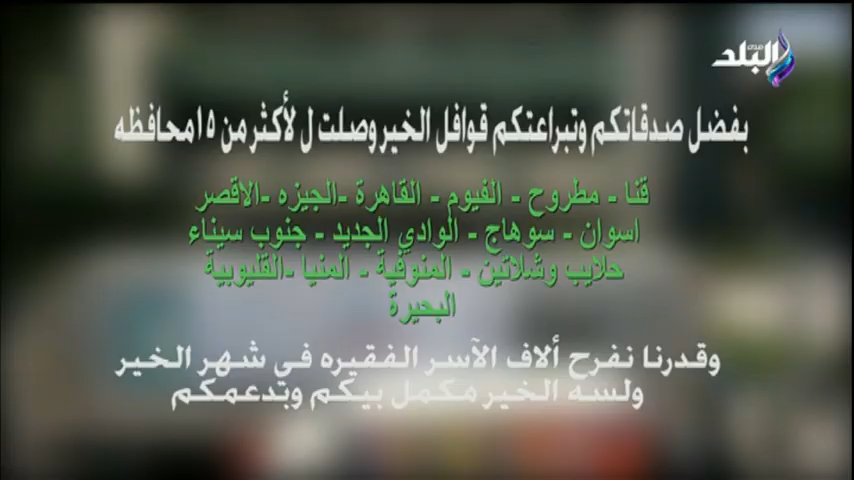 صدى
البلد
بفضل صدقاتكم وتبراعتكم قوافل الخير وصلت ل لأكثر من ١٥ محافظه
قنا - مطروح - الفيوم - القاهرة -الجيزه -الاقصر
اسوان - سوهاج - الوادي الجديد - جنوب سيناء
حلايب وشلاتين - المنوفية - المنيا -القليوبية
البحيرة
وقدرنا نفرح ألاف الآسر الفقيره في شهر الخير
ولسه الخير مكمل بيكم وبتدعمكم